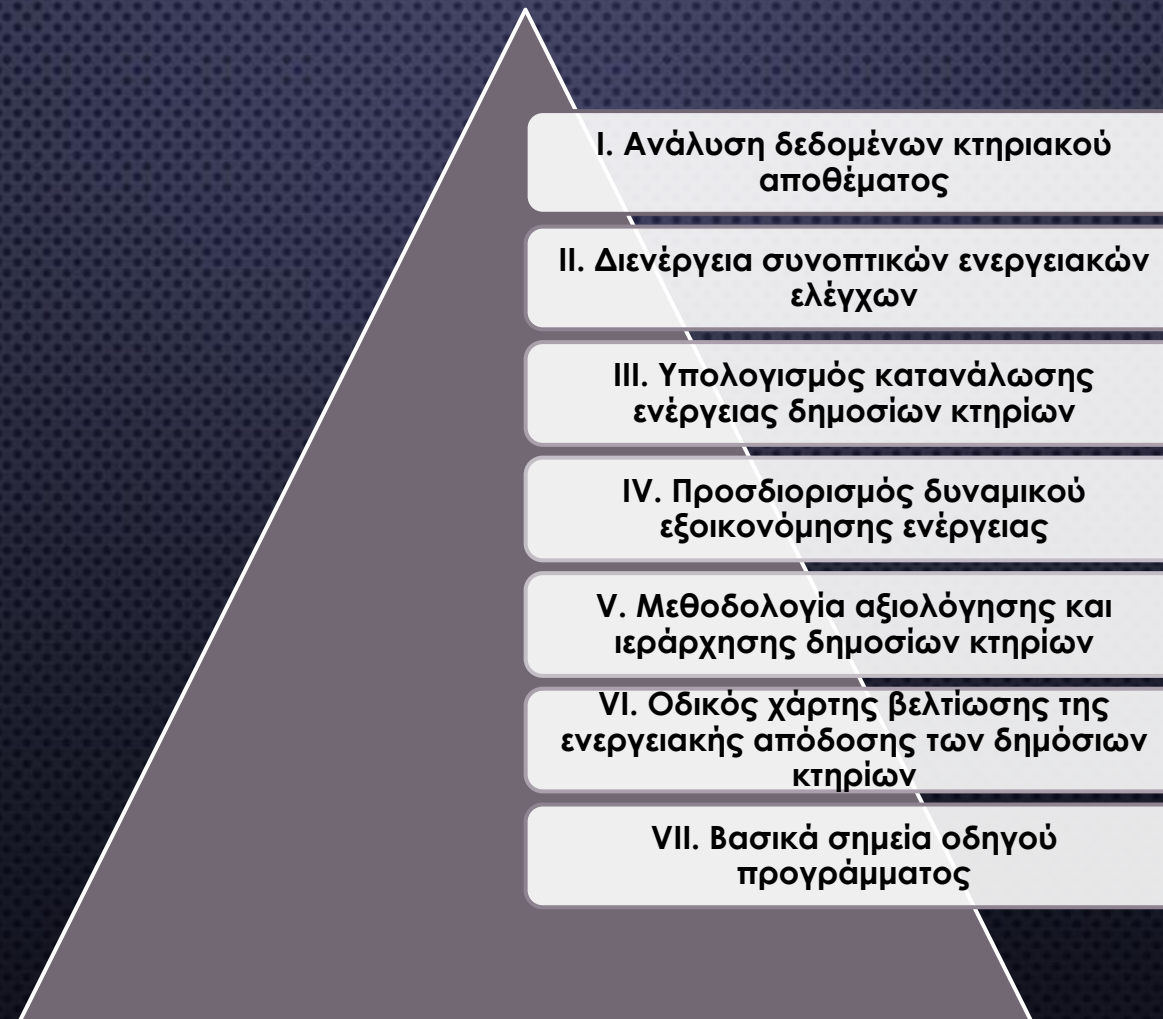 I. Ανάλυση δεδομένων κτηριακού
αποθέματος
II. Διενέργεια συνοπτικών ενεργειακών
ελέγχων
III. Υπολογισμός κατανάλωσης
ενέργειας δημοσίων κτηρίων
IV. Προσδιορισμός δυναμικού
εξοικονόμησης ενέργειας
V. Μεθοδολογία αξιολόγησης και
ιεράρχησης δημοσίων κτηρίων
VI. Οδικός χάρτης βελτίωσης της
ενεργειακής απόδοσης των δημόσιων
κτηρίων
VII. Βασικά σημεία οδηγού
προγράμματος